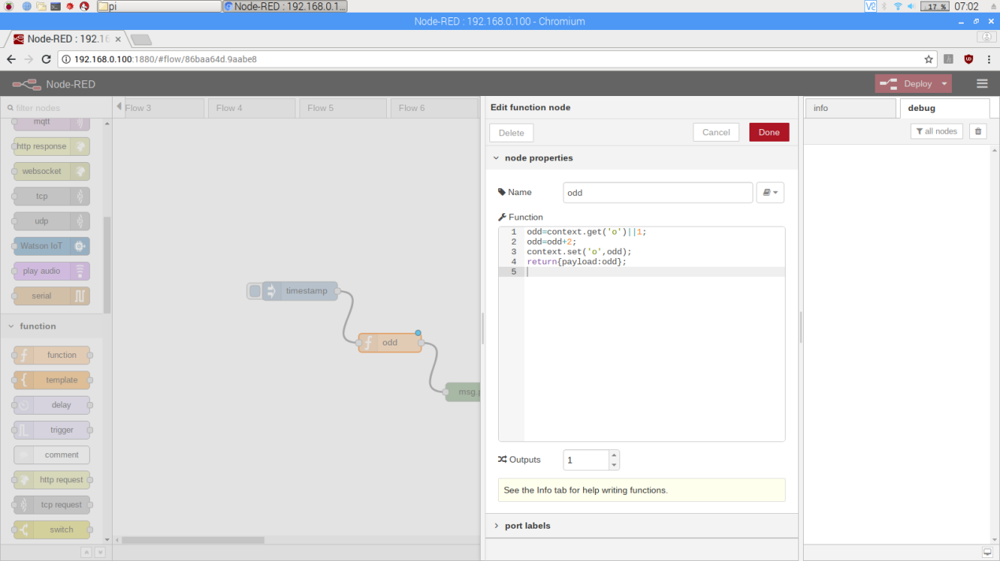 pi
Node-RED : 192.168.0.1...
17 %
07:02
Node-RED : 192.168.0.100 - Chromium
Node-RED : 192.16
192.168.0.100:1880/#flow/86baa64d.9aabe8
Node-RED
Deploy
filter nodes
Flow 3
Flow 4
Flow 5
Flow 6
mqtt
http response
websocket
tcp
udp
Watson IoT
play audio
serial
function
function
template
delay
trigger
comment
http request
tcp request
switch
timestamp
odd
msg.p
Edit function node
Delete
Cancel
Done
node properties
Name
odd
Function
1 odd=context.get('o')||1;
2 odd=odd+2;
3 context.set('o',odd);
4 return{payload:odd};
5
Outputs
1
See the Info tab for help writing functions.
port labels
info
debug
all nodes